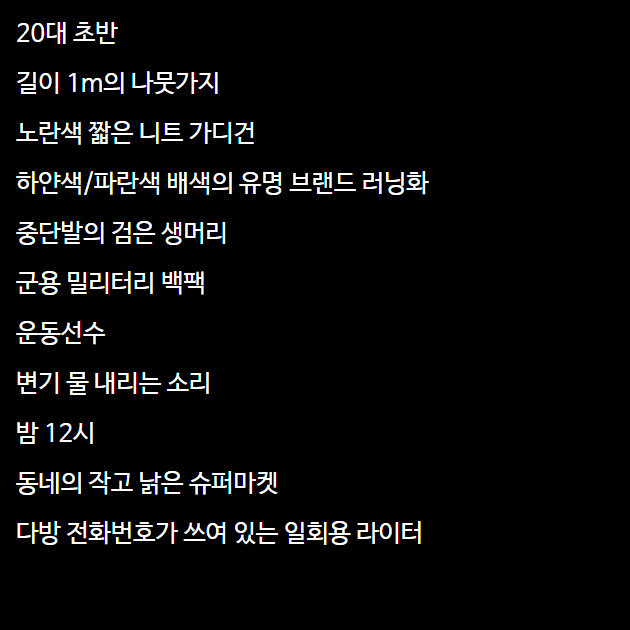 20대 초반
길이 1m의 나뭇가지
노란색 짧은 니트 가디건
하얀색/파란색 배색의 유명 브랜드 러닝화
중단발의 검은 생머리
군용 밀리터리 백팩
운동선수
변기 물 내리는 소리
밤 12시
동네의 작고 낡은 슈퍼마켓
다방 전화번호가 쓰여 있는 일회용 라이터